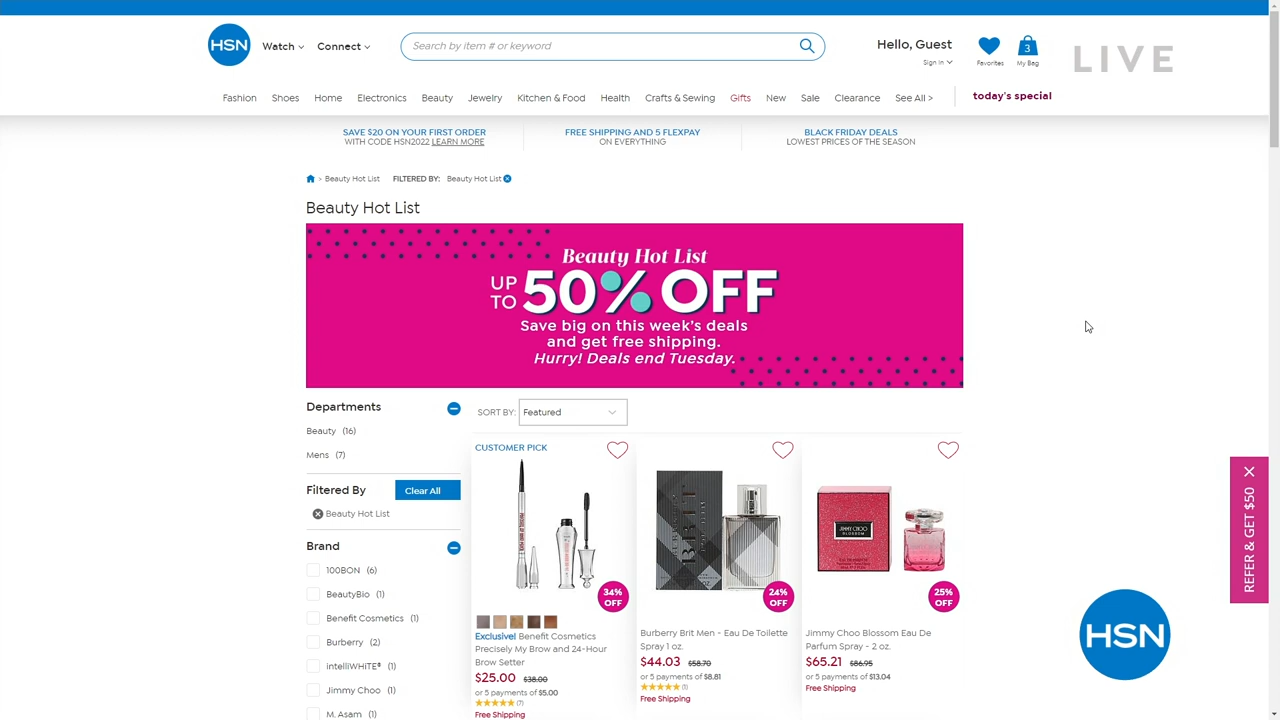 HSN
Watch
Connect
Search by item # or keyword
Hello, Guest
Sign In
Favorites
3
My Bag
LIVE
Fashion
Shoes
Home
Electronics
Beauty
Jewelry
Kitchen & Food
Health
Crafts & Sewing
Gifts
New
Sale
Clearance
See All >
today's special
SAVE $20 ON YOUR FIRST ORDER
WITH CODE HSN2022 LEARN MORE
FREE SHIPPING AND 5 FLEXPAY
ON EVERYTHING
BLACK FRIDAY DEALS
LOWEST PRICES OF THE SEASON
> Beauty Hot List
FILTERED BY: Beauty Hot List
Beauty Hot List
Beauty Hot List
UP TO 50% OFF
Save big on this week's deals
and get free shipping.
Hurry! Deals end Tuesday.
Departments
Beauty (16)
Mens (7)
Filtered By
Clear All
Beauty Hot List
Brand
100BON (6)
BeautyBio (1)
Benefit Cosmetics (1)
Burberry (2)
intelliWHiTE® (1)
Jimmy Choo (1)
M. Asam (1)
SORT BY: Featured
CUSTOMER PICK
34%
OFF
Exclusive! Benefit Cosmetics
Precisely My Brow and 24-Hour
Brow Setter
$25.00 $38.00
or 5 payments of $5.00
(7)
Free Shipping
BRIT
24%
OFF
Burberry Brit Men - Eau De Toilette
Spray 1 oz.
$44.03 $58.70
or 5 payments of $8.81
(1)
Free Shipping
JIMMY CHOO
BLOSSOM
25%
OFF
Jimmy Choo Blossom Eau De
Parfum Spray - 2 oz.
$65.21 $86.95
or 5 payments of $13.04
Free Shipping
REFER & GET $50
HSN